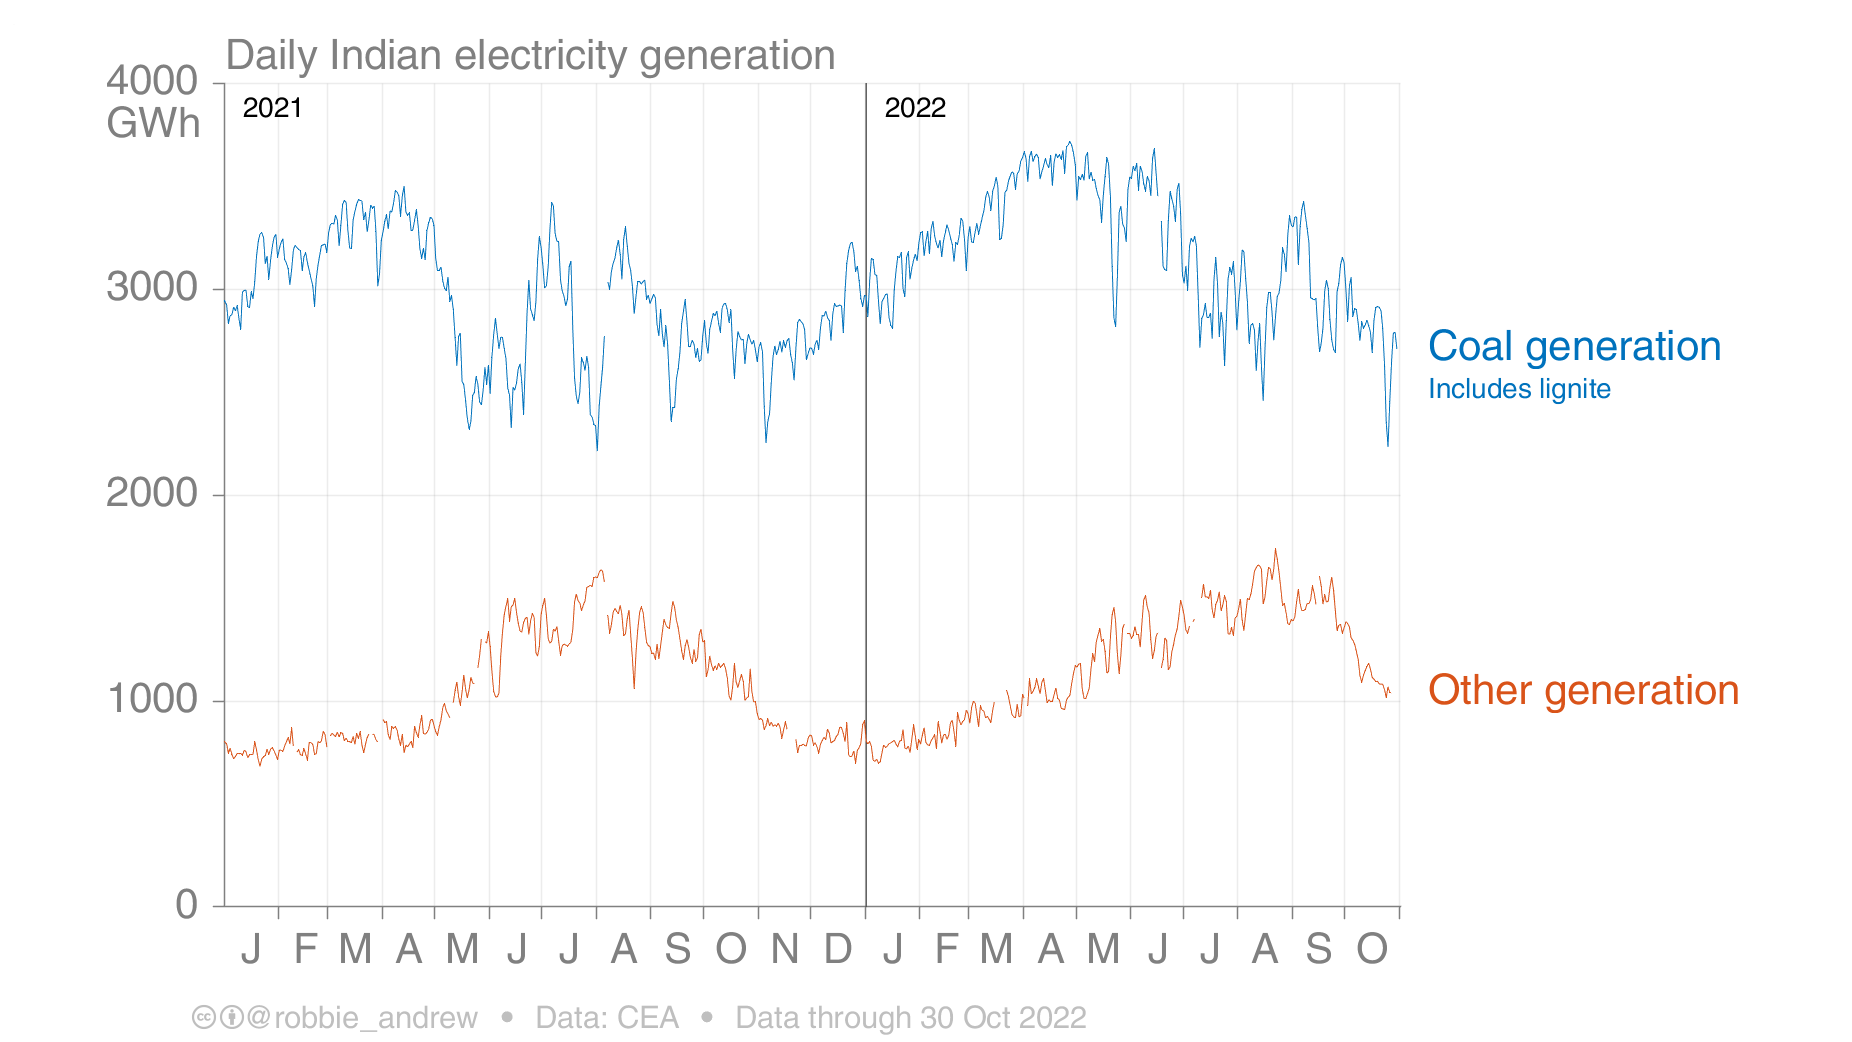 Daily Indian electricity generation
4000
GWh
2021
2022
3000
2000
1000
0
Coal generation
Includes lignite
Other generation
J F M A M J J A S O N D J F M A M J J A S O
@robbie_andrew • Data: CEA • Data through 30 Oct 2022